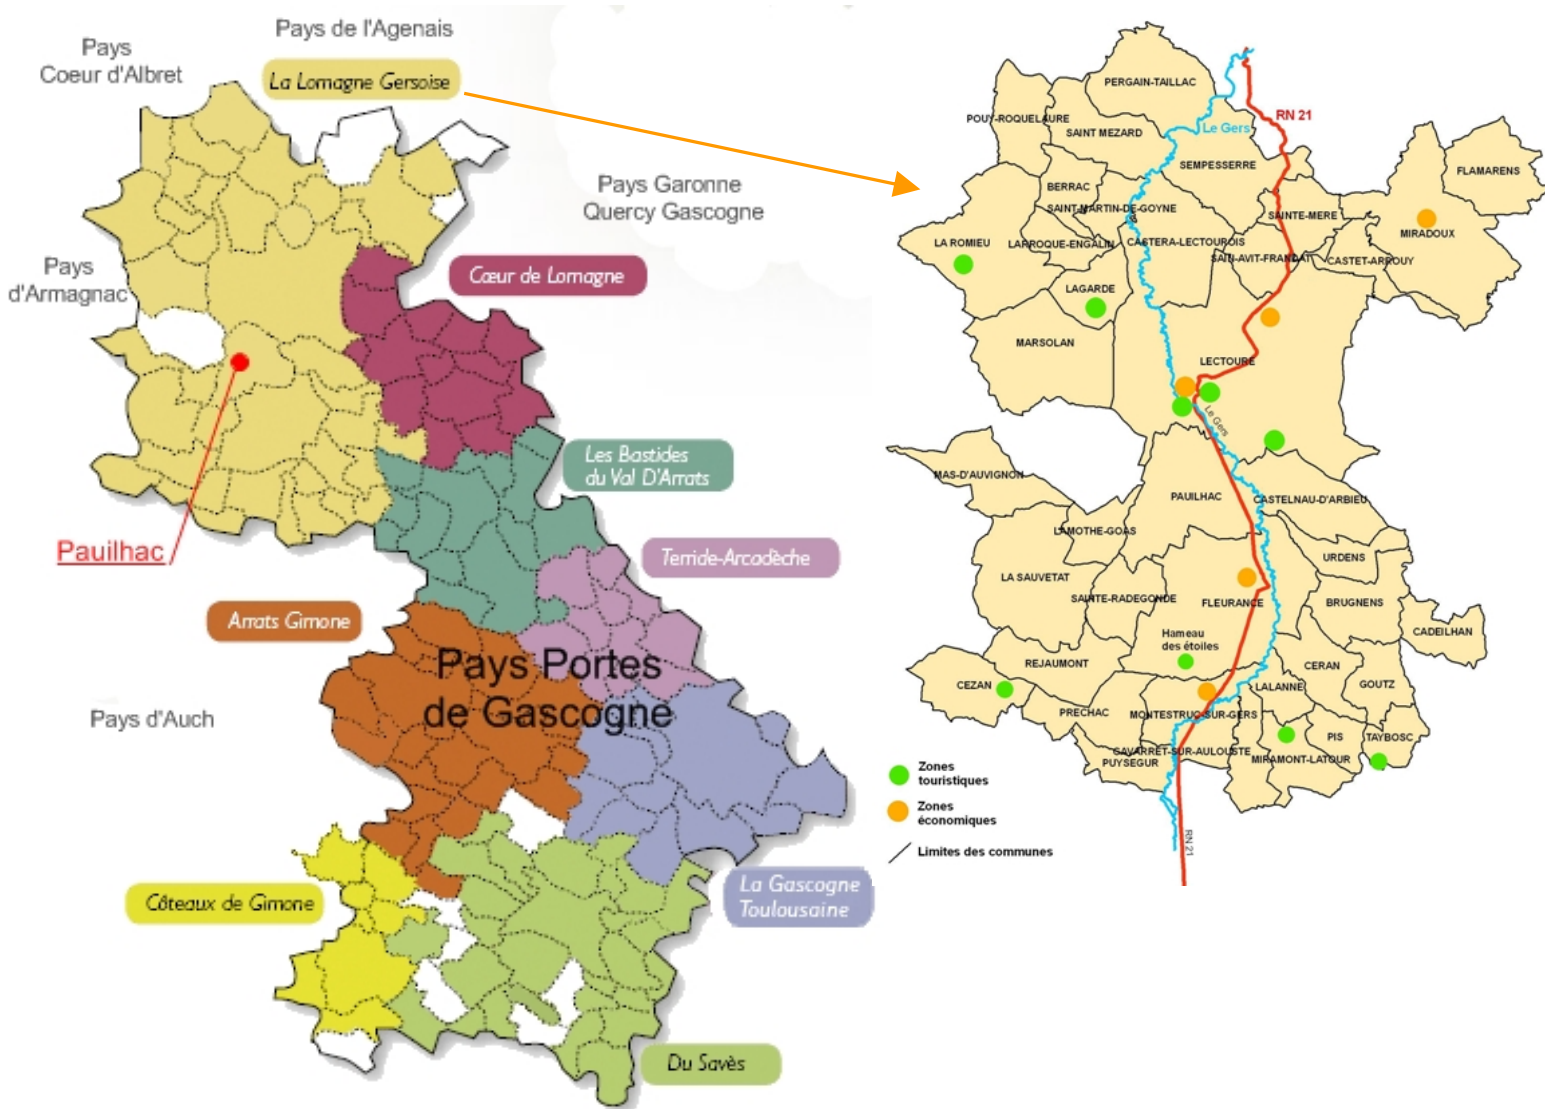 Pays de l'Agenais
Pays
Coeur d'Albret
La Lomagne Gersoise
Pays Garonne
Quercy Gascogne
Pays
d'Armagnac
Cœur de Lomagne
Les Bastides
du Val D'Arrats
Pauilhac
Terride-Arcadèche
Arrats Gimone
Pays Portes
de Gascogne
Pays d'Auch
Côteaux de Gimone
La Gascogne
Toulousaine
Du Savès
PERGAIN-TAILLAC
RN 21
POUY-ROQUELAURE
SAINT MEZARD
Le Gers
SEMPESSERRE
FLAMARENS
BERRAC
SAINT-MARTIN-DE-GOYNE
SAINTE-MERE
MIRADOUX
LA ROMIEU
LARROQUE-ENGALIN
CASTERA-LECTOUROIS
SAIN-AVIT-FRANDAT
CASTET-ARROUY
LAGARDE
MARSOLAN
LECTOURE
Le Gers
MAS-D'AUVIGNON
PAUILHAC
CASTELNAU-D'ARBIEU
LAMOTHE-GOAS
URDENS
LA SAUVETAT
SAINTE-RADEGONDE
FLEURANCE
BRUGNENS
CADEILHAN
Hameau
des étoiles
REJAUMONT
CERAN
CEZAN
LALANNE
GOUTZ
PRECHAC
MONTESTRUC-SUR-GERS
PIS
TAYBOSC
GAVARRET-SUR-AULOUSTE
PUYSEGUR
MIRAMONT-LATOUR
Zones
touristiques
Zones
économiques
Limites des communes
RN 21